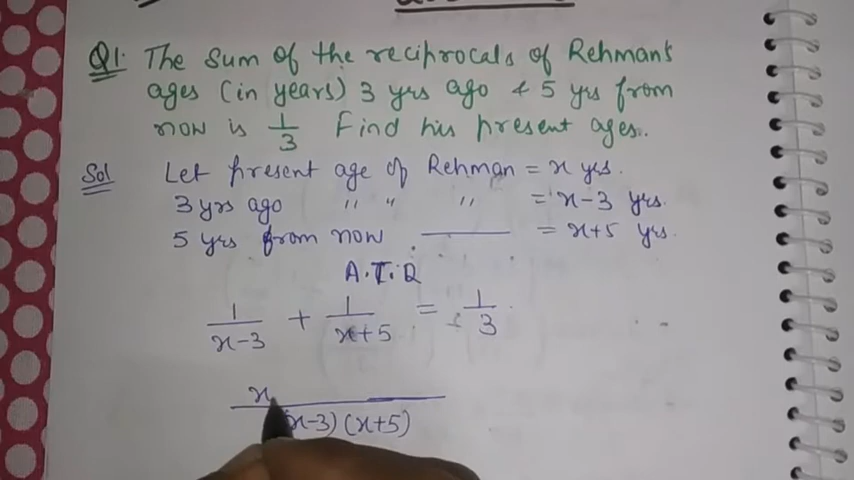 Q1. The Sum of the reciprocals of Rehman's
ages (in years) 3 yrs ago & 5 yrs from
now is 1/3 Find his present ages.
Sol Let present age of Rehman = x yrs.
3 yrs ago " " " = x-3 yrs.
5 yrs from now = x+5 yrs.
A.T.Q
1/(x-3) + 1/(x+5) = 1/3
x
(x-3) (x+5)